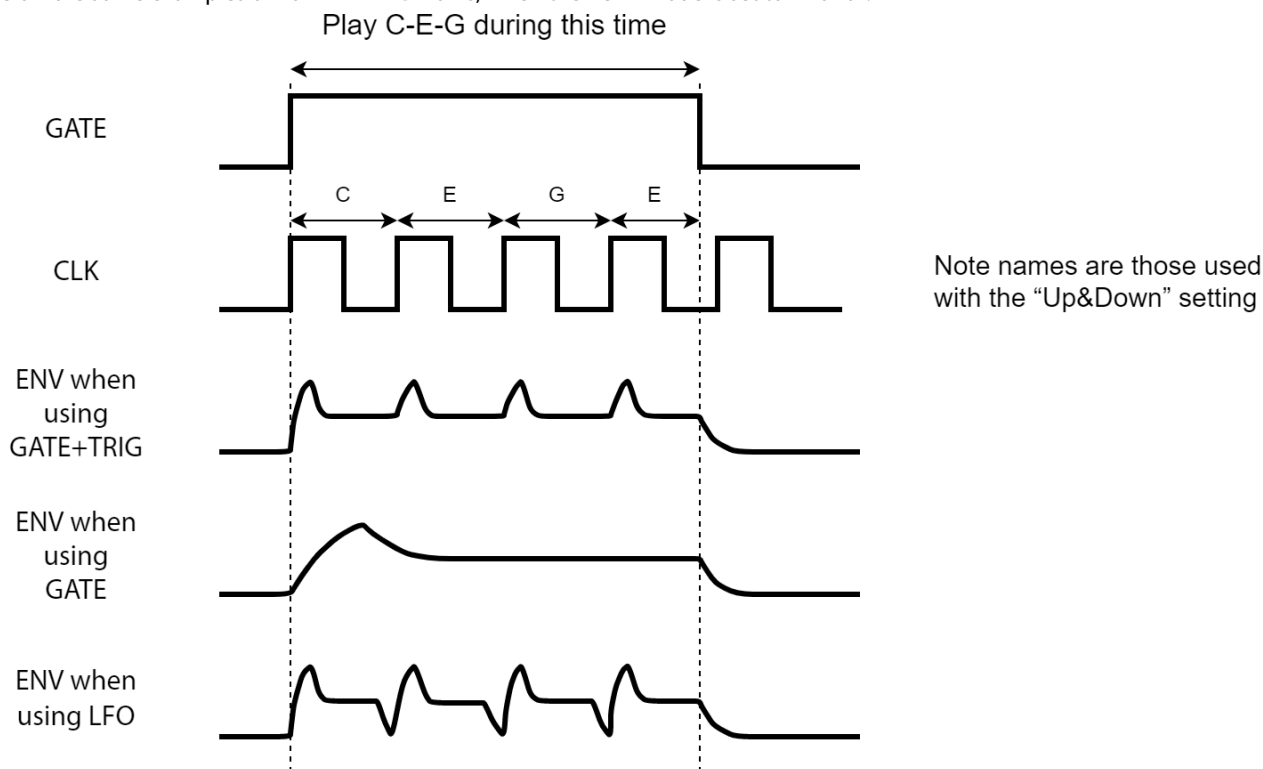 Play C-E-G during this time
GATE
C E G E
CLK
Note names are those used
with the “Up&Down” setting
ENV when
using
GATE+TRIG
ENV when
using
GATE
ENV when
using LFO